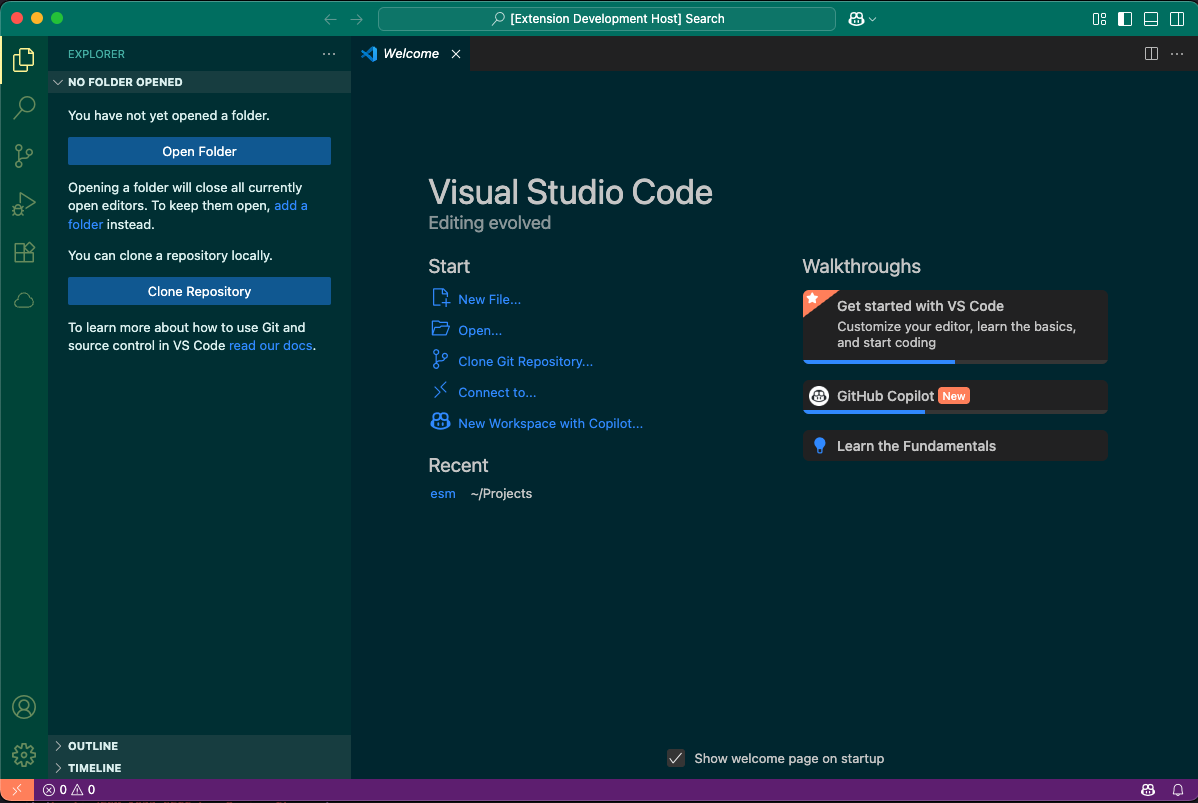 [Extension Development Host] Search
EXPLORER
Welcome
NO FOLDER OPENED
You have not yet opened a folder.
Open Folder
Opening a folder will close all currently
open editors. To keep them open, add a
folder instead.
You can clone a repository locally.
Clone Repository
To learn more about how to use Git and
source control in VS Code read our docs.
OUTLINE
TIMELINE
Visual Studio Code
Editing evolved
Start
New File...
Open...
Clone Git Repository...
Connect to...
New Workspace with Copilot...
Recent
esm ~/Projects
Walkthroughs
Get started with VS Code
Customize your editor, learn the basics,
and start coding
GitHub Copilot New
Learn the Fundamentals
Show welcome page on startup
0 0